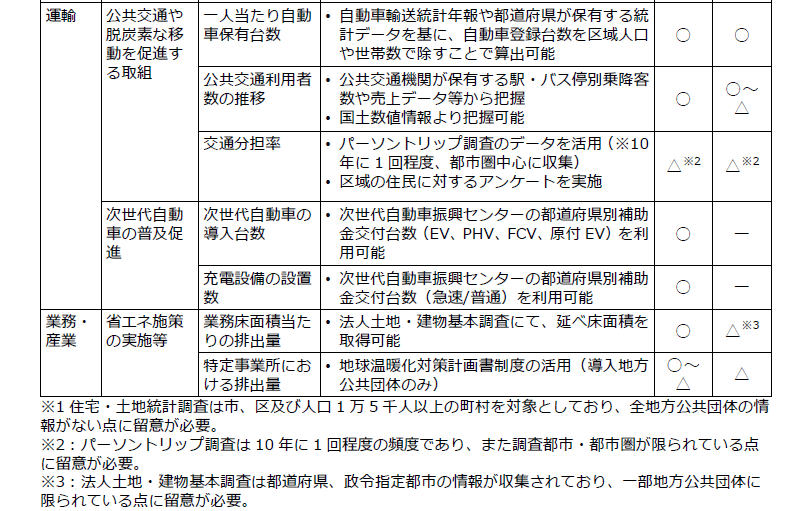 運輸
公共交通や
脱炭素な移
動を促進す
る取組
一人当たり自動
車保有台数
• 自動車輸送統計年報や都道府県が保有する統
計データを基に、自動車登録台数を区域人口
や世帯数で除すことで算出可能
○
○
公共交通利用者
数の推移
• 公共交通機関が保有する駅・バス停別乗降客
数や売上データ等から把握
• 国土数値情報より把握可能
○
○～
△
交通分担率
• パーソントリップ調査のデータを活用（※10
年に1回程度、都市圏中心に収集）
• 区域の住民に対するアンケートを実施
△※2
△※2
次世代自動
車の普及促
進
次世代自動車の
導入台数
• 次世代自動車振興センターの都道府県別補助
金交付台数（EV、PHV、FCV、原付EV）を利
用可能
○
―
充電設備の設置
数
• 次世代自動車振興センターの都道府県別補助
金交付台数（急速/普通）を利用可能
○
―
業務・
産業
省エネ施策
の実施等
業務床面積当た
りの排出量
• 法人土地・建物基本調査にて、延べ床面積を
取得可能
○
△※3
特定事業所にお
ける排出量
• 地球温暖化対策計画書制度の活用（導入地方
公共団体のみ）
○～
△
△
※1 住宅・土地統計調査は市、区及び人口1万5千人以上の町村を対象としており、全地方公共団体の情
報がない点に留意が必要。
※2：パーソントリップ調査は10年に1回程度の頻度であり、また調査都市・都市圏が限られている点
に留意が必要。
※3：法人土地・建物基本調査は都道府県、政令指定都市の情報が収集されており、一部地方公共団体に
限られている点に留意が必要。